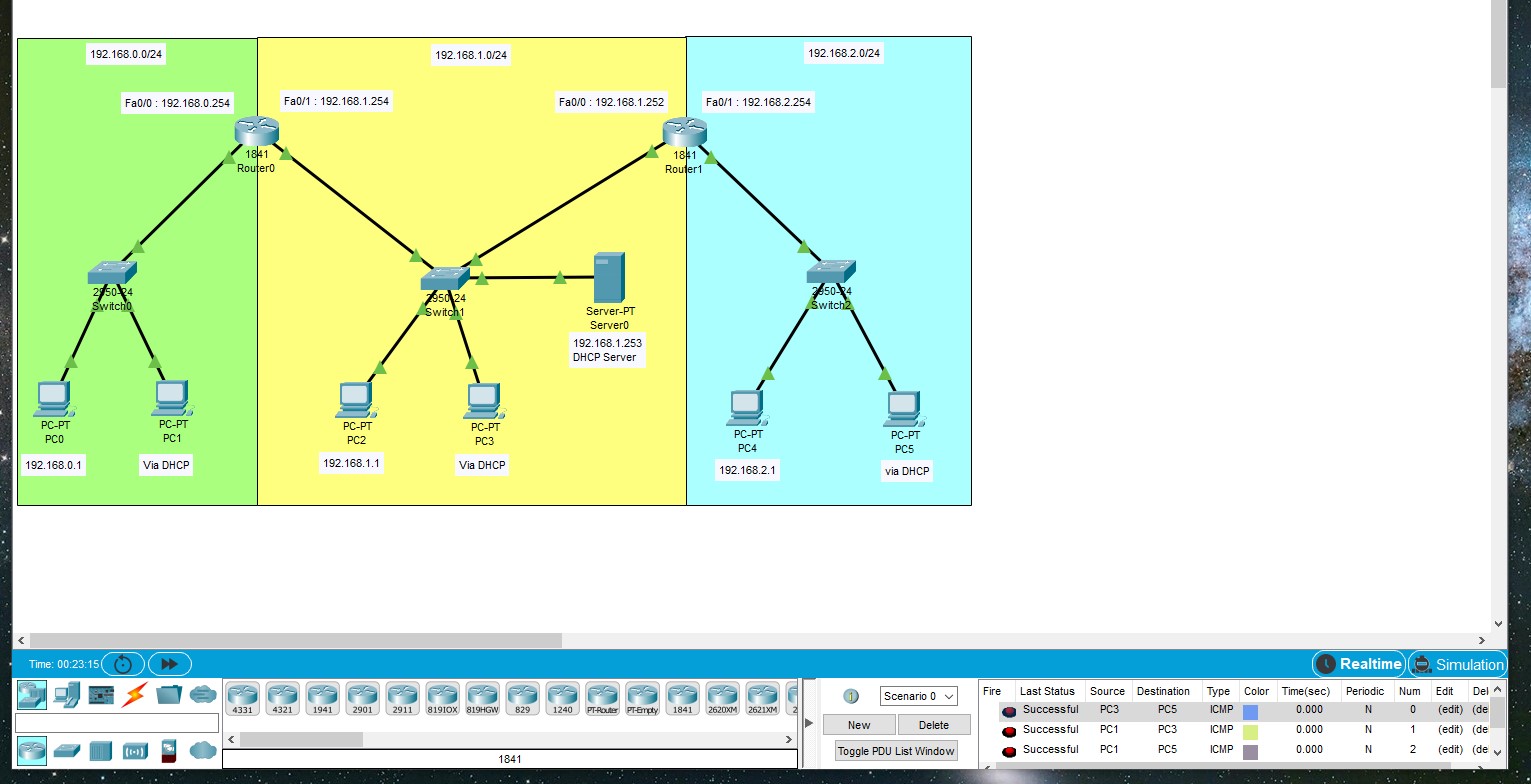 192.168.0.0/24
192.168.1.0/24
192.168.2.0/24
Fa0/0 : 192.168.0.254
Fa0/1 : 192.168.1.254
Fa0/0 : 192.168.1.252
Fa0/1 : 192.168.2.254
1841
Router0
1841
Router1
2950-24
Switch0
2950-24
Switch1
Server-PT
Server0
192.168.1.253
DHCP Server
2950-24
Switch2
PC-PT
PC0
192.168.0.1
PC-PT
PC1
Via DHCP
PC-PT
PC2
192.168.1.1
PC-PT
PC3
Via DHCP
PC-PT
PC4
192.168.2.1
PC-PT
PC5
via DHCP
Time: 00:23:15
Realtime
Simulation
4331 4321 1941 2901 2911 819IOX 819HGW 829 1240 PT-Router PT-Empty 1841 2620XM 2621XM 2
1841
Scenario 0
New
Delete
Toggle PDU List Window
Fire Last Status Source Destination Type Color Time(sec) Periodic Num Edit Del
Successful PC3 PC5 ICMP 0.000 N 0 (edit) (de
Successful PC1 PC3 ICMP 0.000 N 1 (edit) (de
Successful PC1 PC5 ICMP 0.000 N 2 (edit) (de